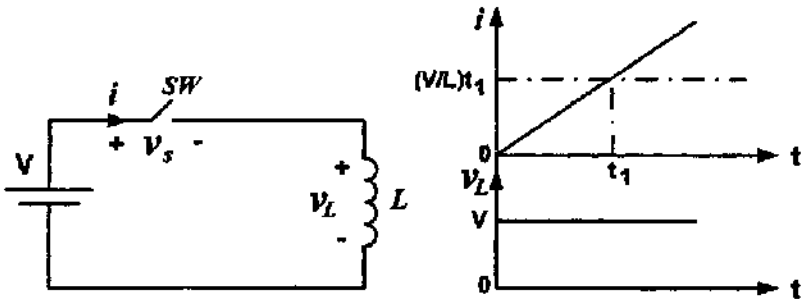 SW
i
+ v_s -
V
+
v_L
L
-
i
(V/L)t₁
0
t₁
t
v_L
V
0
t